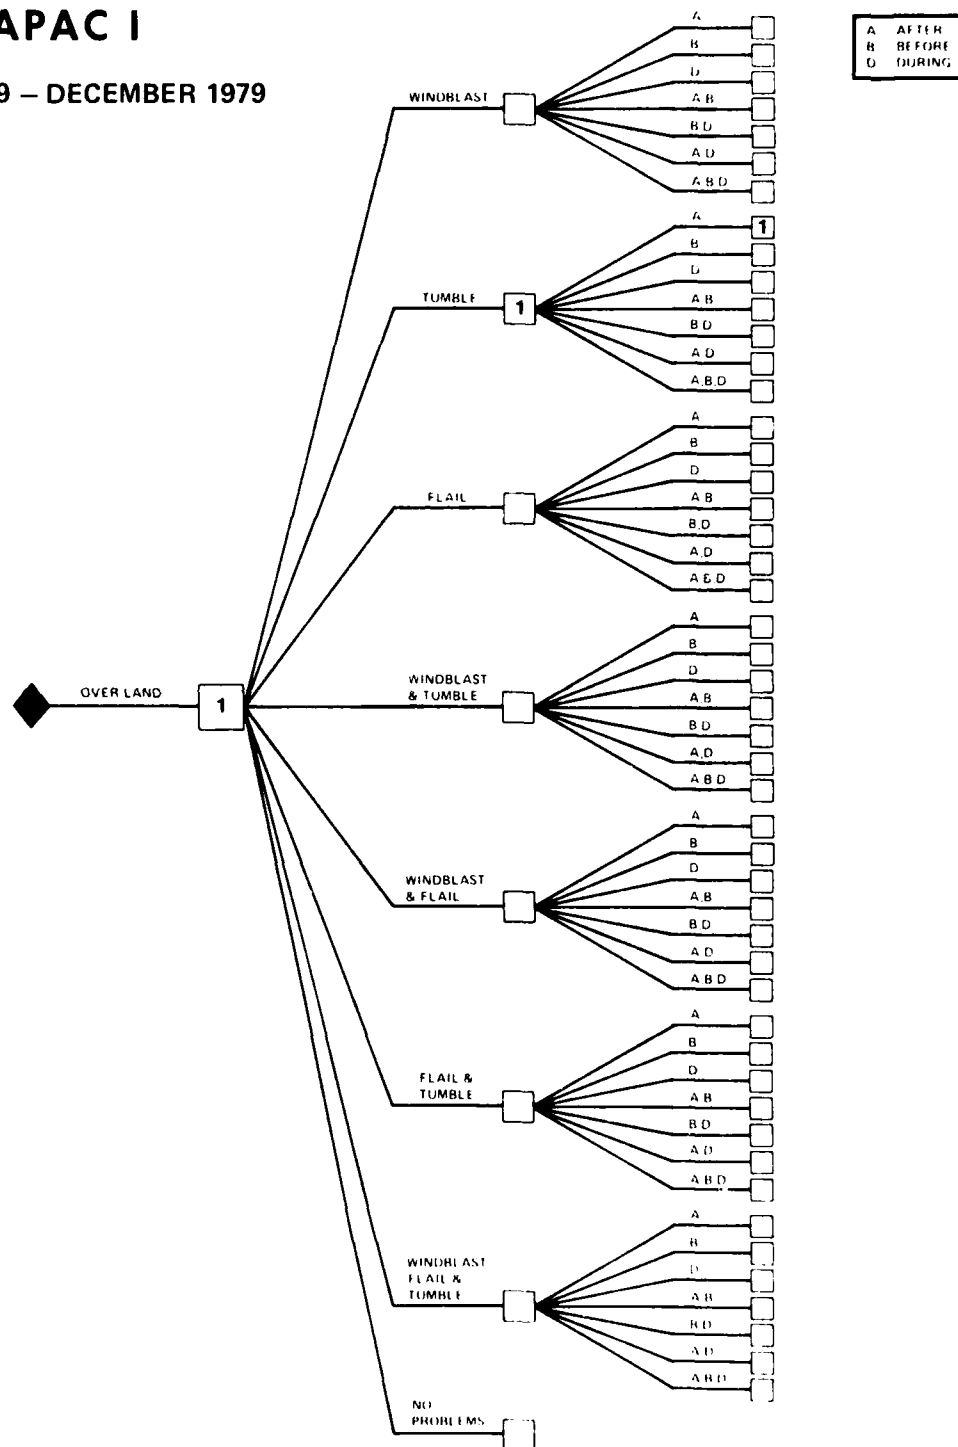 APAC I
9 – DECEMBER 1979
A AFTER
B BEFORE
D DURING
WINDBLAST
A
B
D
A B
B D
A D
A B D
TUMBLE
1
A
1
B
D
A B
B D
A D
A,B,D
FLAIL
A
B
D
A B
B,D
A,D
A & D
OVER LAND
1
WINDBLAST
& TUMBLE
A
B
D
A,B
B D
A,D
A B D
WINDBLAST
& FLAIL
A
B
D
A,B
B D
A D
A B D
FLAIL &
TUMBLE
A
B
D
A B
B D
A D
A B D
WINDBLAST
FLAIL &
TUMBLE
A
B
D
A B
B D
A D
A B D
NO
PROBLEMS